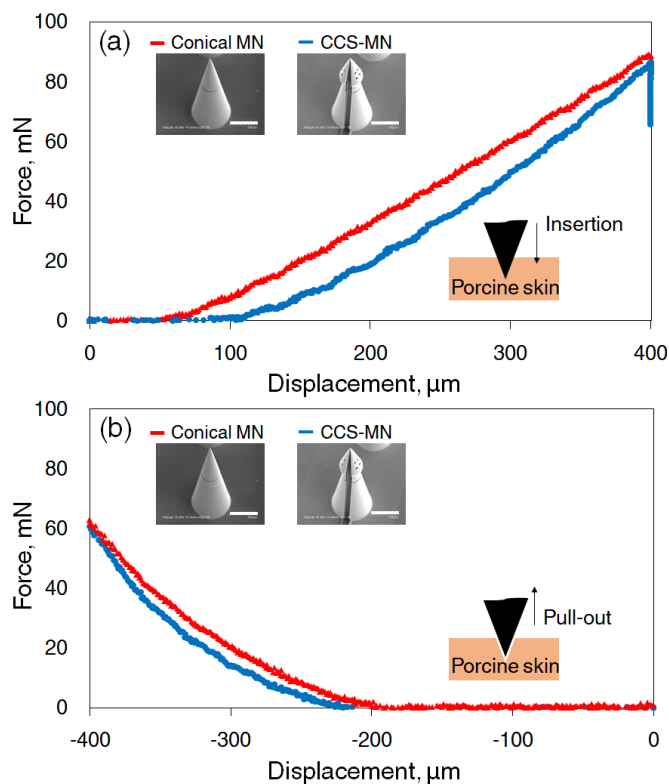 100
(a)
Conical MN
CCS-MN
80
60
Force, mN
40
Insertion
20
Porcine skin
0
0
100
200
300
400
Displacement, µm
100
(b)
Conical MN
CCS-MN
80
60
Force, mN
40
Pull-out
20
Porcine skin
0
-400
-300
-200
-100
0
Displacement, µm